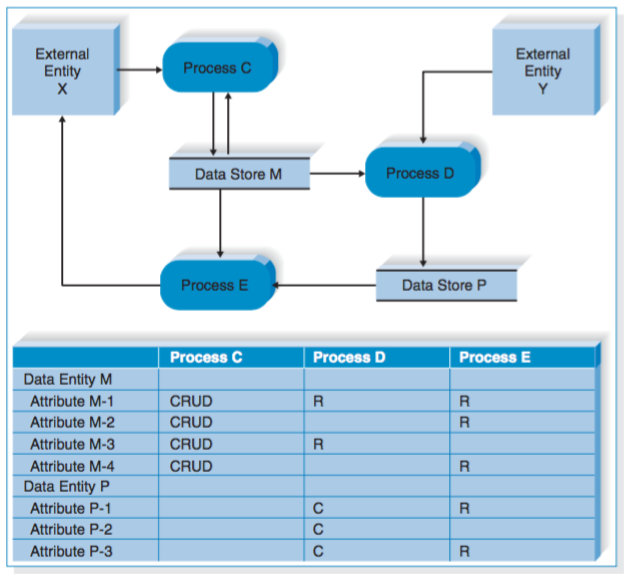 External
Entity
X
Process C
External
Entity
Y
Data Store M
Process D
Process E
Data Store P
Process C Process D Process E
Data Entity M
Attribute M-1 CRUD R R
Attribute M-2 CRUD R
Attribute M-3 CRUD R
Attribute M-4 CRUD R
Data Entity P
Attribute P-1 C R
Attribute P-2 C
Attribute P-3 C R